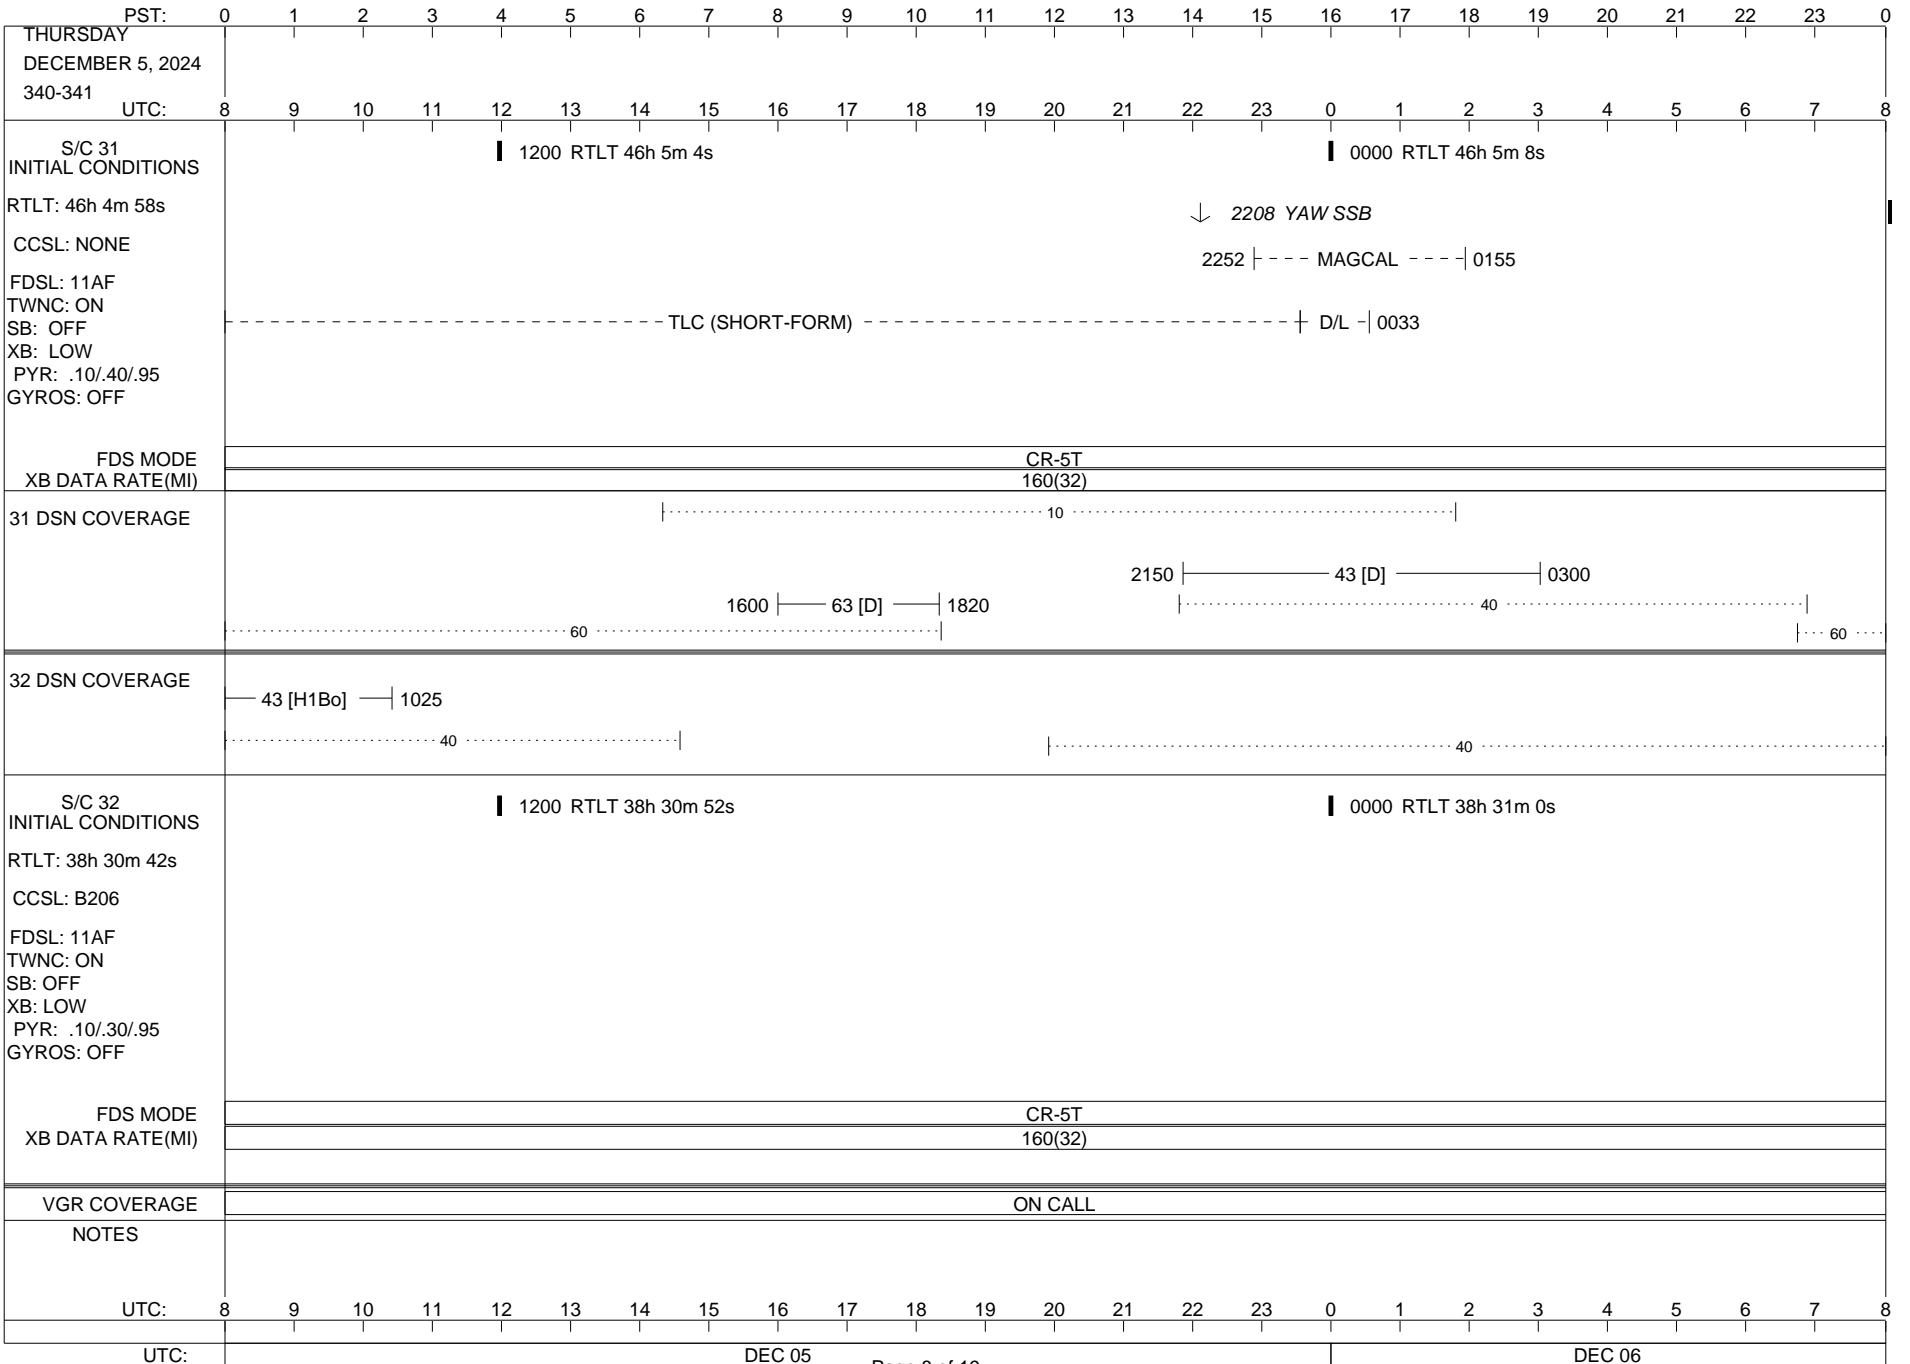 PST: 0 1 2 3 4 5 6 7 8 9 10 11 12 13 14 15 16 17 18 19 20 21 22 23 0
THURSDAY
DECEMBER 5, 2024
340-341
UTC: 8 9 10 11 12 13 14 15 16 17 18 19 20 21 22 23 0 1 2 3 4 5 6 7 8
S/C 31
INITIAL CONDITIONS
1200 RTLT 46h 5m 4s
0000 RTLT 46h 5m 8s
RTLT: 46h 4m 58s
2208 YAW SSB
CCSL: NONE
2252 MAGCAL 0155
FDSL: 11AF
TWNC: ON
SB: OFF
TLC (SHORT-FORM) D/L 0033
XB: LOW
PYR: .10/.40/.95
GYROS: OFF
FDS MODE CR-5T
XB DATA RATE(MI) 160(32)
31 DSN COVERAGE
10
2150 43 [D] 0300
1600 63 [D] 1820
40
60
60
32 DSN COVERAGE
43 [H1Bo] 1025
40
40
S/C 32
INITIAL CONDITIONS
1200 RTLT 38h 30m 52s
0000 RTLT 38h 31m 0s
RTLT: 38h 30m 42s
CCSL: B206
FDSL: 11AF
TWNC: ON
SB: OFF
XB: LOW
PYR: .10/.30/.95
GYROS: OFF
FDS MODE CR-5T
XB DATA RATE(MI) 160(32)
VGR COVERAGE ON CALL
NOTES
UTC: 8 9 10 11 12 13 14 15 16 17 18 19 20 21 22 23 0 1 2 3 4 5 6 7 8
UTC: DEC 05 DEC 06